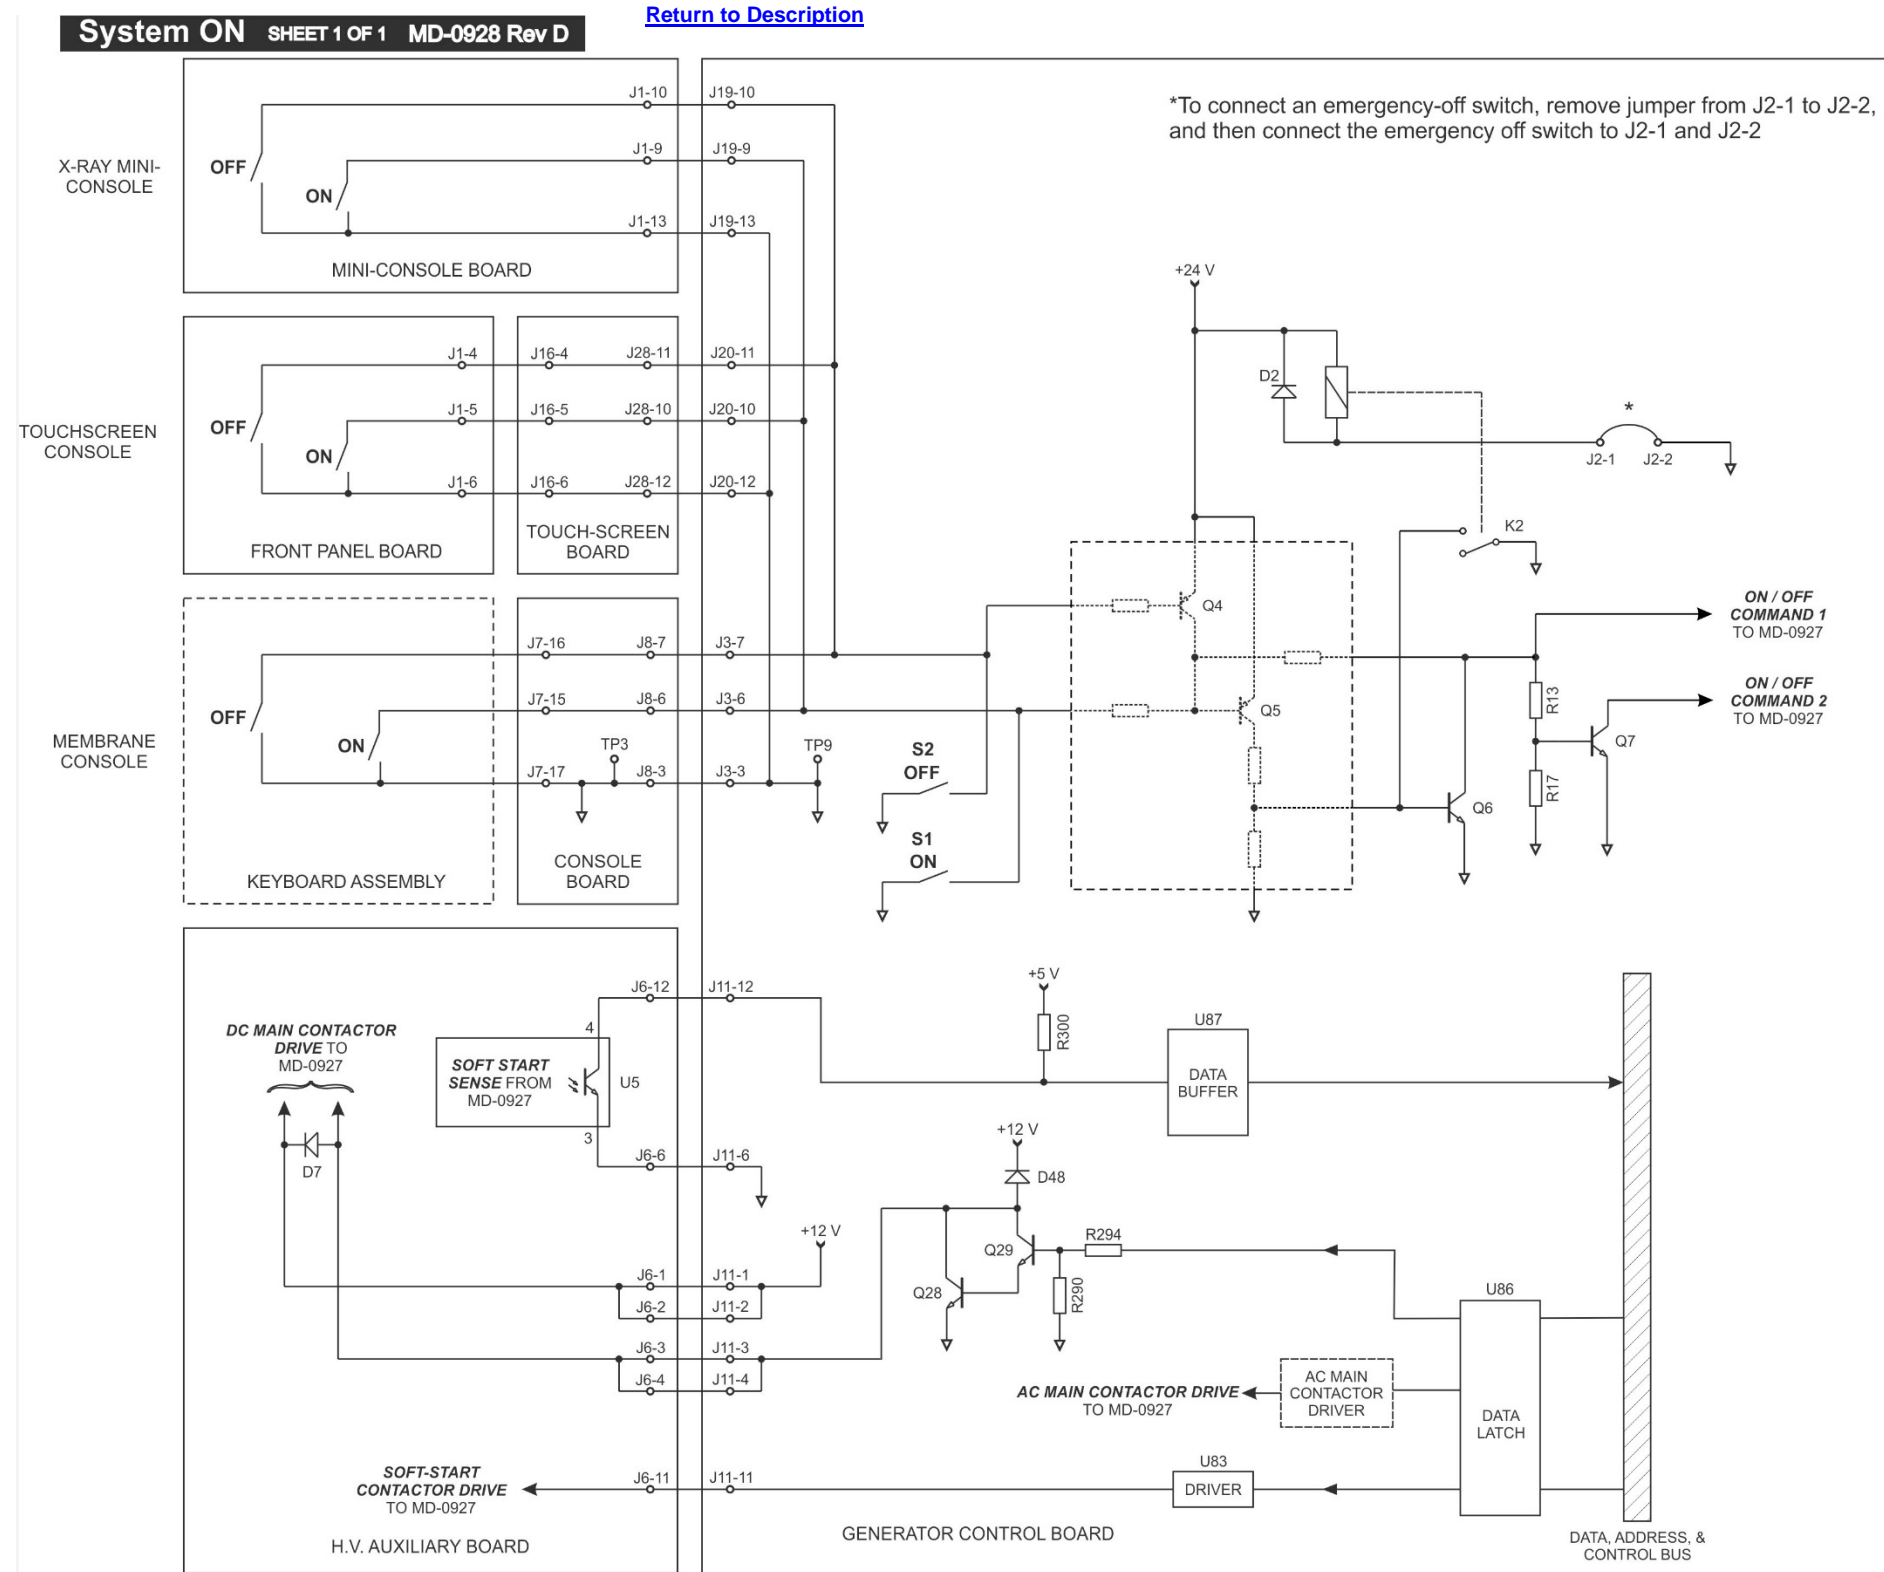 Return to Description
System ON SHEET 1 OF 1 MD-0928 Rev D
*To connect an emergency-off switch, remove jumper from J2-1 to J2-2,
and then connect the emergency off switch to J2-1 and J2-2
X-RAY MINI-
CONSOLE
OFF
ON
J1-10
J19-10
J1-9
J19-9
J1-13
J19-13
MINI-CONSOLE BOARD
TOUCHSCREEN
CONSOLE
OFF
ON
J1-4
J16-4
J28-11
J20-11
J1-5
J16-5
J28-10
J20-10
J1-6
J16-6
J28-12
J20-12
FRONT PANEL BOARD
TOUCH-SCREEN
BOARD
MEMBRANE
CONSOLE
OFF
ON
J7-16
J8-7
J3-7
J7-15
J8-6
J3-6
TP3
TP9
J7-17
J8-3
J3-3
KEYBOARD ASSEMBLY
CONSOLE
BOARD
S2
OFF
S1
ON
+24 V
D2
*
J2-1
J2-2
K2
Q4
Q5
Q6
R13
R17
Q7
ON / OFF
COMMAND 1
TO MD-0927
ON / OFF
COMMAND 2
TO MD-0927
DC MAIN CONTACTOR
DRIVE TO
MD-0927
D7
SOFT START
SENSE FROM
MD-0927
4
U5
3
J6-12
J11-12
J6-6
J11-6
+5 V
R300
U87
DATA
BUFFER
+12 V
D48
+12 V
Q29
Q28
R294
R290
J6-1
J11-1
J6-2
J11-2
J6-3
J11-3
J6-4
J11-4
U86
DATA
LATCH
AC MAIN CONTACTOR DRIVE
TO MD-0927
AC MAIN
CONTACTOR
DRIVER
SOFT-START
CONTACTOR DRIVE
TO MD-0927
J6-11
J11-11
U83
DRIVER
H.V. AUXILIARY BOARD
GENERATOR CONTROL BOARD
DATA, ADDRESS, &
CONTROL BUS